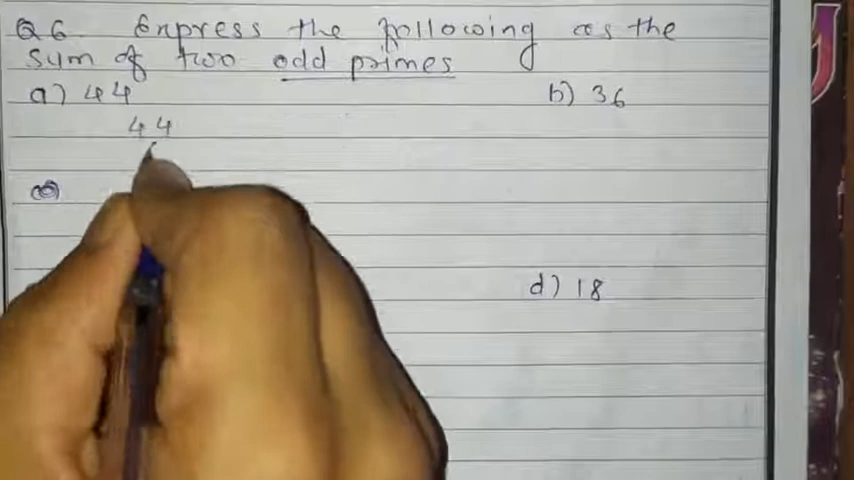 Q6 Express the following as the
sum of two odd primes
a) 44
b) 36
44
d) 18